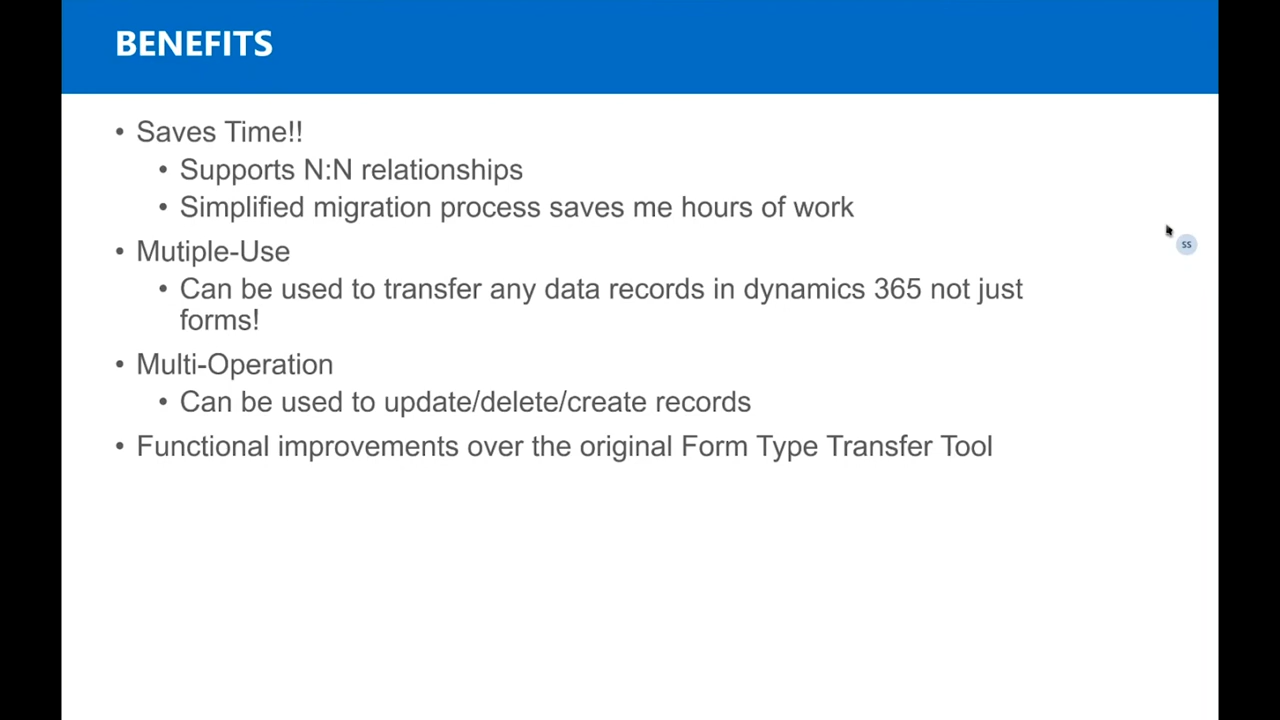 BENEFITS
• Saves Time!!
• Supports N:N relationships
• Simplified migration process saves me hours of work
• Mutiple-Use
• Can be used to transfer any data records in dynamics 365 not just
forms!
• Multi-Operation
• Can be used to update/delete/create records
• Functional improvements over the original Form Type Transfer Tool
SS